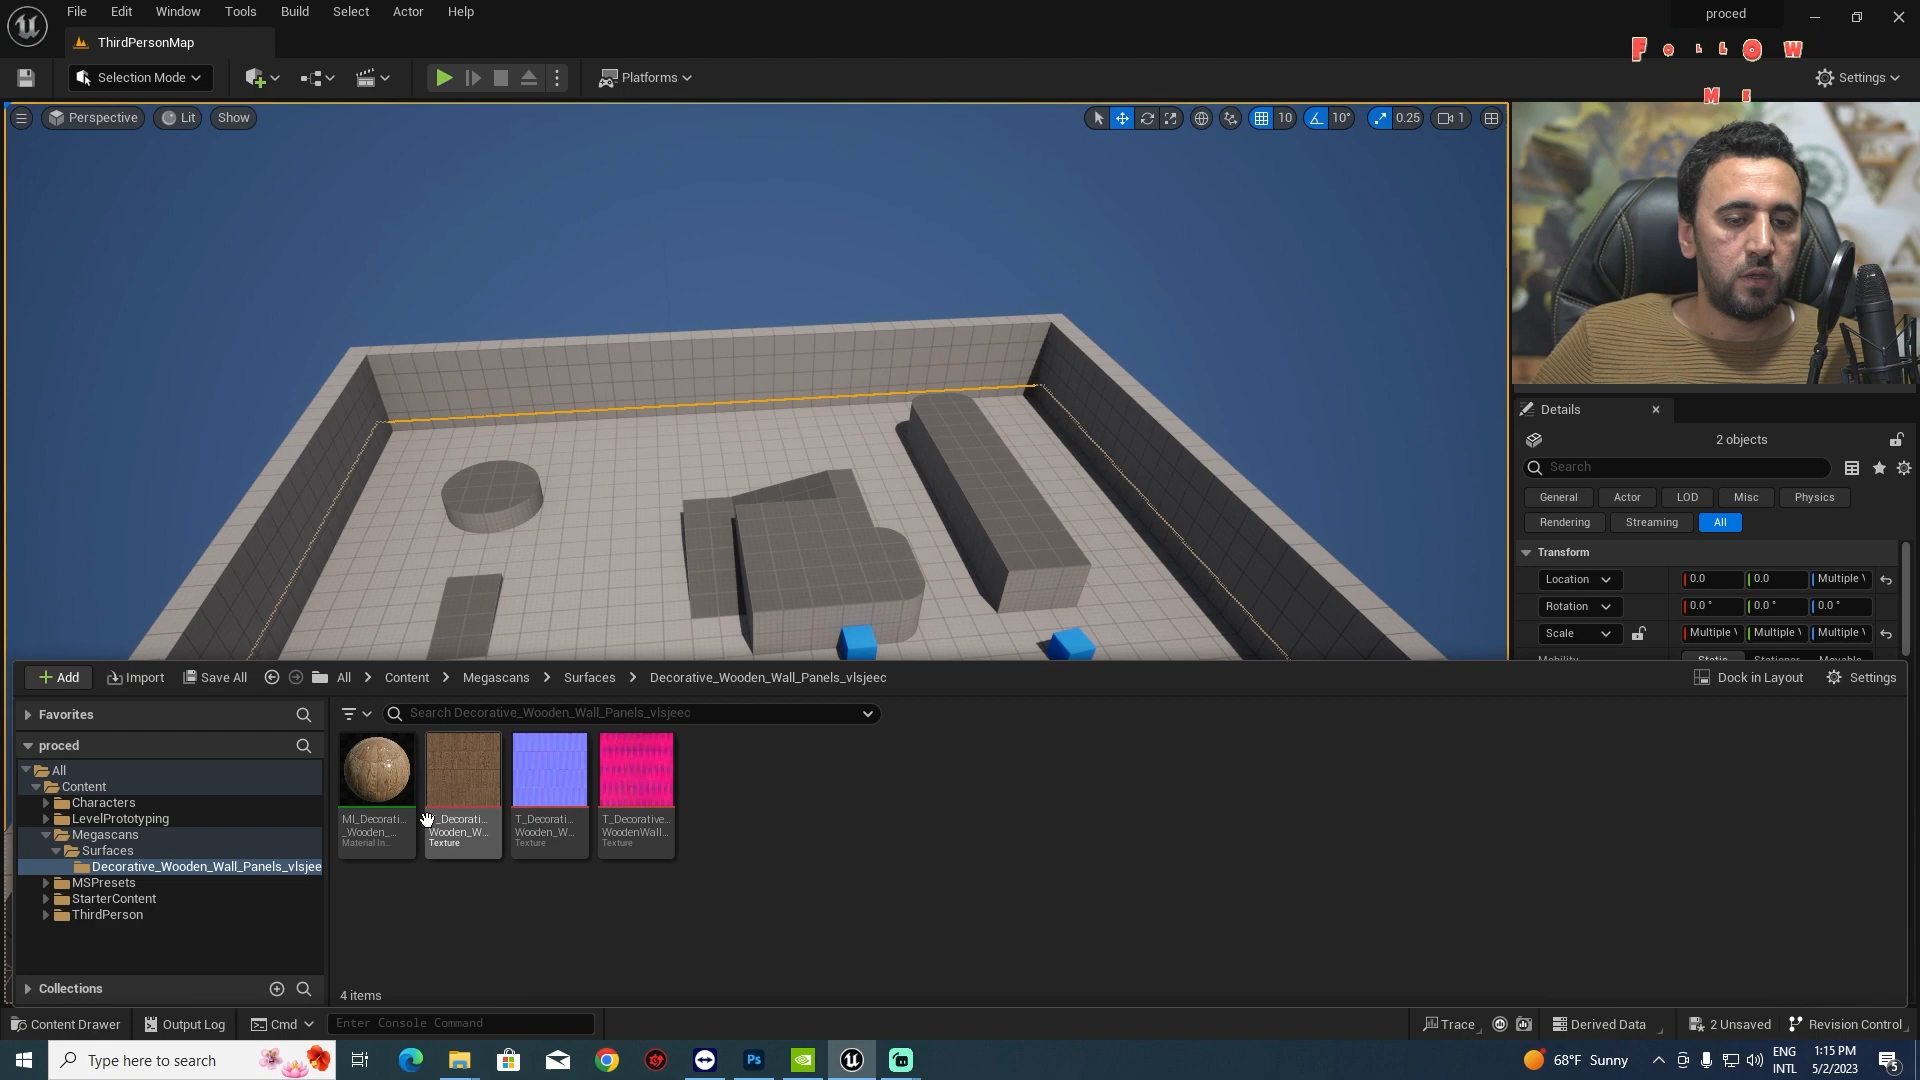 File Edit Window Tools Build Select Actor Help
proced
ThirdPersonMap
FoLLOW
ME
Selection Mode
Platforms
Settings
Perspective
Lit
Show
10
10°
0.25
1
Details
2 objects
Search
General
Actor
LOD
Misc
Physics
Rendering
Streaming
All
Transform
Location
0.0
0.0
Multiple V
Rotation
0.0 °
0.0 °
0.0 °
Scale
Multiple V
Multiple V
Multiple V
Add
Import
Save All
All
Content
Megascans
Surfaces
Decorative_Wooden_Wall_Panels_vlsjeec
Dock in Layout
Settings
Favorites
Search Decorative_Wooden_Wall_Panels_vlsjeec
proced
All
Content
Characters
LevelPrototyping
Megascans
Surfaces
Decorative_Wooden_Wall_Panels_vlsjee
MSPresets
StarterContent
ThirdPerson
MI_Decorati...
_Wooden_...
Material In...
_Decorati...
Wooden_W...
Texture
T_Decorati...
Wooden_W...
Texture
T_Decorative...
WoodenWall...
Texture
Collections
4 items
Content Drawer
Output Log
Cmd
Enter Console Command
Trace
Derived Data
2 Unsaved
Revision Control
Type here to search
Ps
68°F Sunny
ENG
INTL
1:15 PM
5/2/2023
5